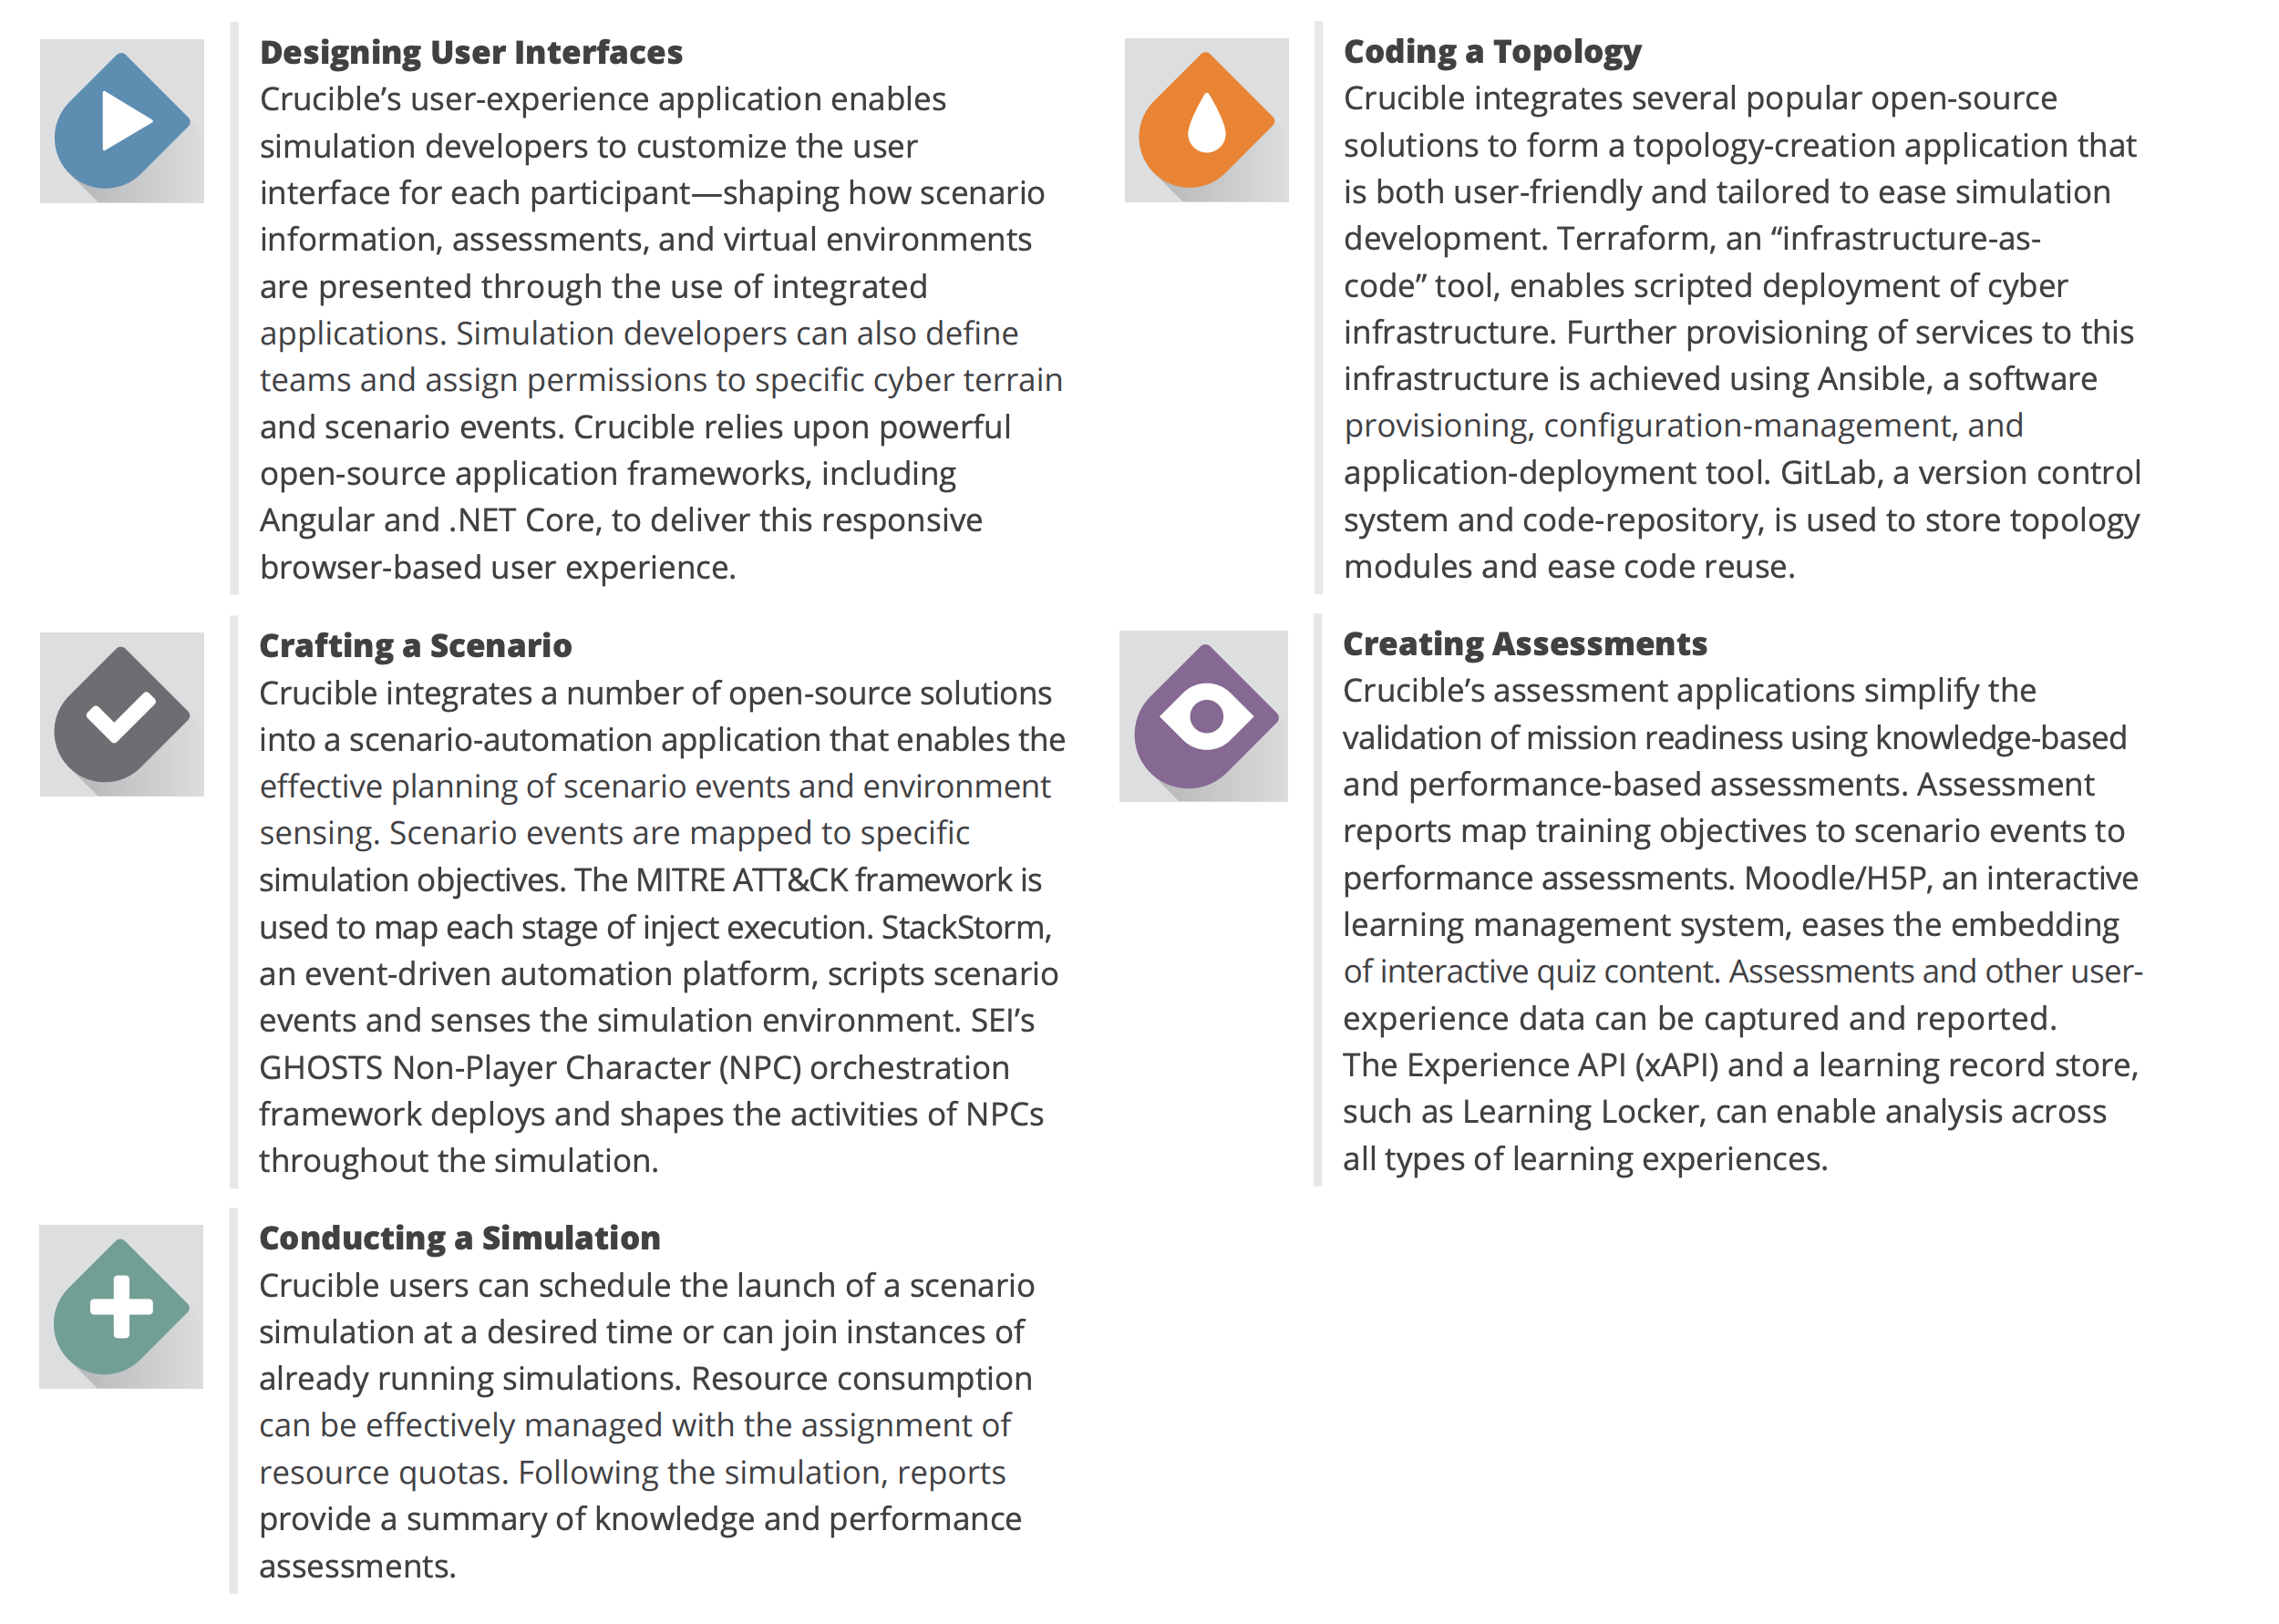 Designing User Interfaces
Crucible’s user-experience application enables
simulation developers to customize the user
interface for each participant—shaping how scenario
information, assessments, and virtual environments
are presented through the use of integrated
applications. Simulation developers can also define
teams and assign permissions to specific cyber terrain
and scenario events. Crucible relies upon powerful
open-source application frameworks, including
Angular and .NET Core, to deliver this responsive
browser-based user experience.
Coding a Topology
Crucible integrates several popular open-source
solutions to form a topology-creation application that
is both user-friendly and tailored to ease simulation
development. Terraform, an “infrastructure-as-
code” tool, enables scripted deployment of cyber
infrastructure. Further provisioning of services to this
infrastructure is achieved using Ansible, a software
provisioning, configuration-management, and
application-deployment tool. GitLab, a version control
system and code-repository, is used to store topology
modules and ease code reuse.
Crafting a Scenario
Crucible integrates a number of open-source solutions
into a scenario-automation application that enables the
effective planning of scenario events and environment
sensing. Scenario events are mapped to specific
simulation objectives. The MITRE ATT&CK framework is
used to map each stage of inject execution. StackStorm,
an event-driven automation platform, scripts scenario
events and senses the simulation environment. SEI’s
GHOSTS Non-Player Character (NPC) orchestration
framework deploys and shapes the activities of NPCs
throughout the simulation.
Creating Assessments
Crucible’s assessment applications simplify the
validation of mission readiness using knowledge-based
and performance-based assessments. Assessment
reports map training objectives to scenario events to
performance assessments. Moodle/H5P, an interactive
learning management system, eases the embedding
of interactive quiz content. Assessments and other user-
experience data can be captured and reported.
The Experience API (xAPI) and a learning record store,
such as Learning Locker, can enable analysis across
all types of learning experiences.
Conducting a Simulation
Crucible users can schedule the launch of a scenario
simulation at a desired time or can join instances of
already running simulations. Resource consumption
can be effectively managed with the assignment of
resource quotas. Following the simulation, reports
provide a summary of knowledge and performance
assessments.